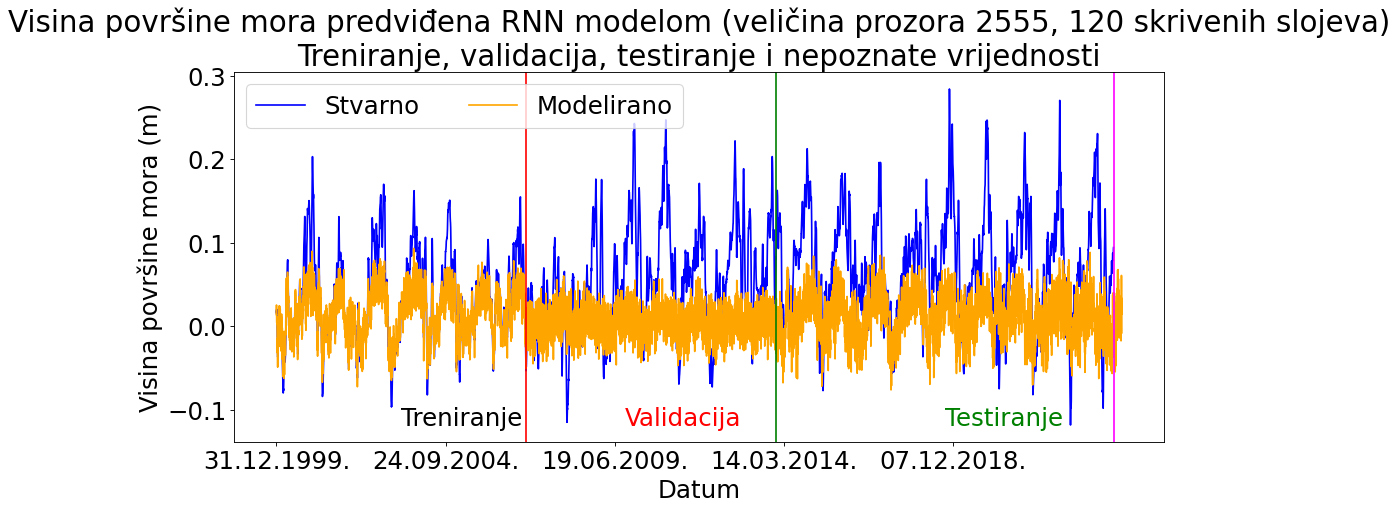 Visina površine mora predviđena RNN modelom (veličina prozora 2555, 120 skrivenih slojeva)
Treniranje, validacija, testiranje i nepoznate vrijednosti
Stvarno Modelirano
Visina površine mora (m)
0.3
0.2
0.1
0.0
−0.1
Treniranje Validacija Testiranje
31.12.1999. 24.09.2004. 19.06.2009. 14.03.2014. 07.12.2018.
Datum